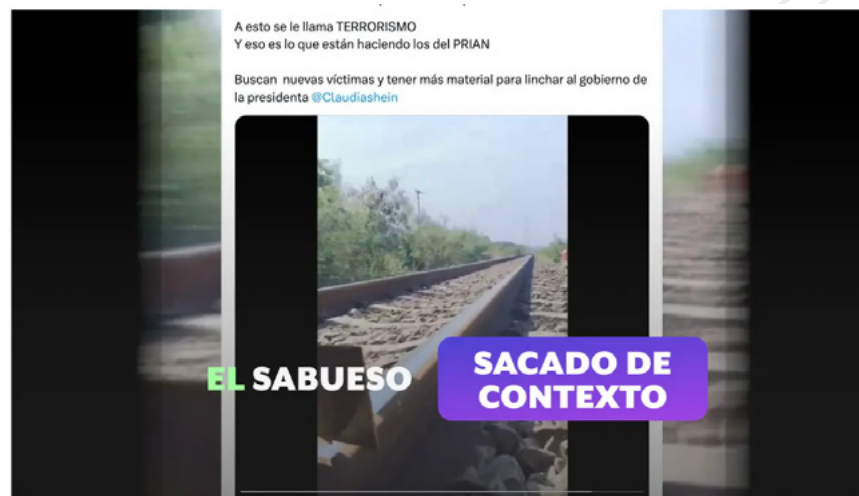 A esto se le llama TERRORISMO
Y eso es lo que están haciendo los del PRIAN
Buscan nuevas víctimas y tener más material para linchar al gobierno de
la presidenta @Claudiashein
EL SABUESO
SACADO DE
CONTEXTO